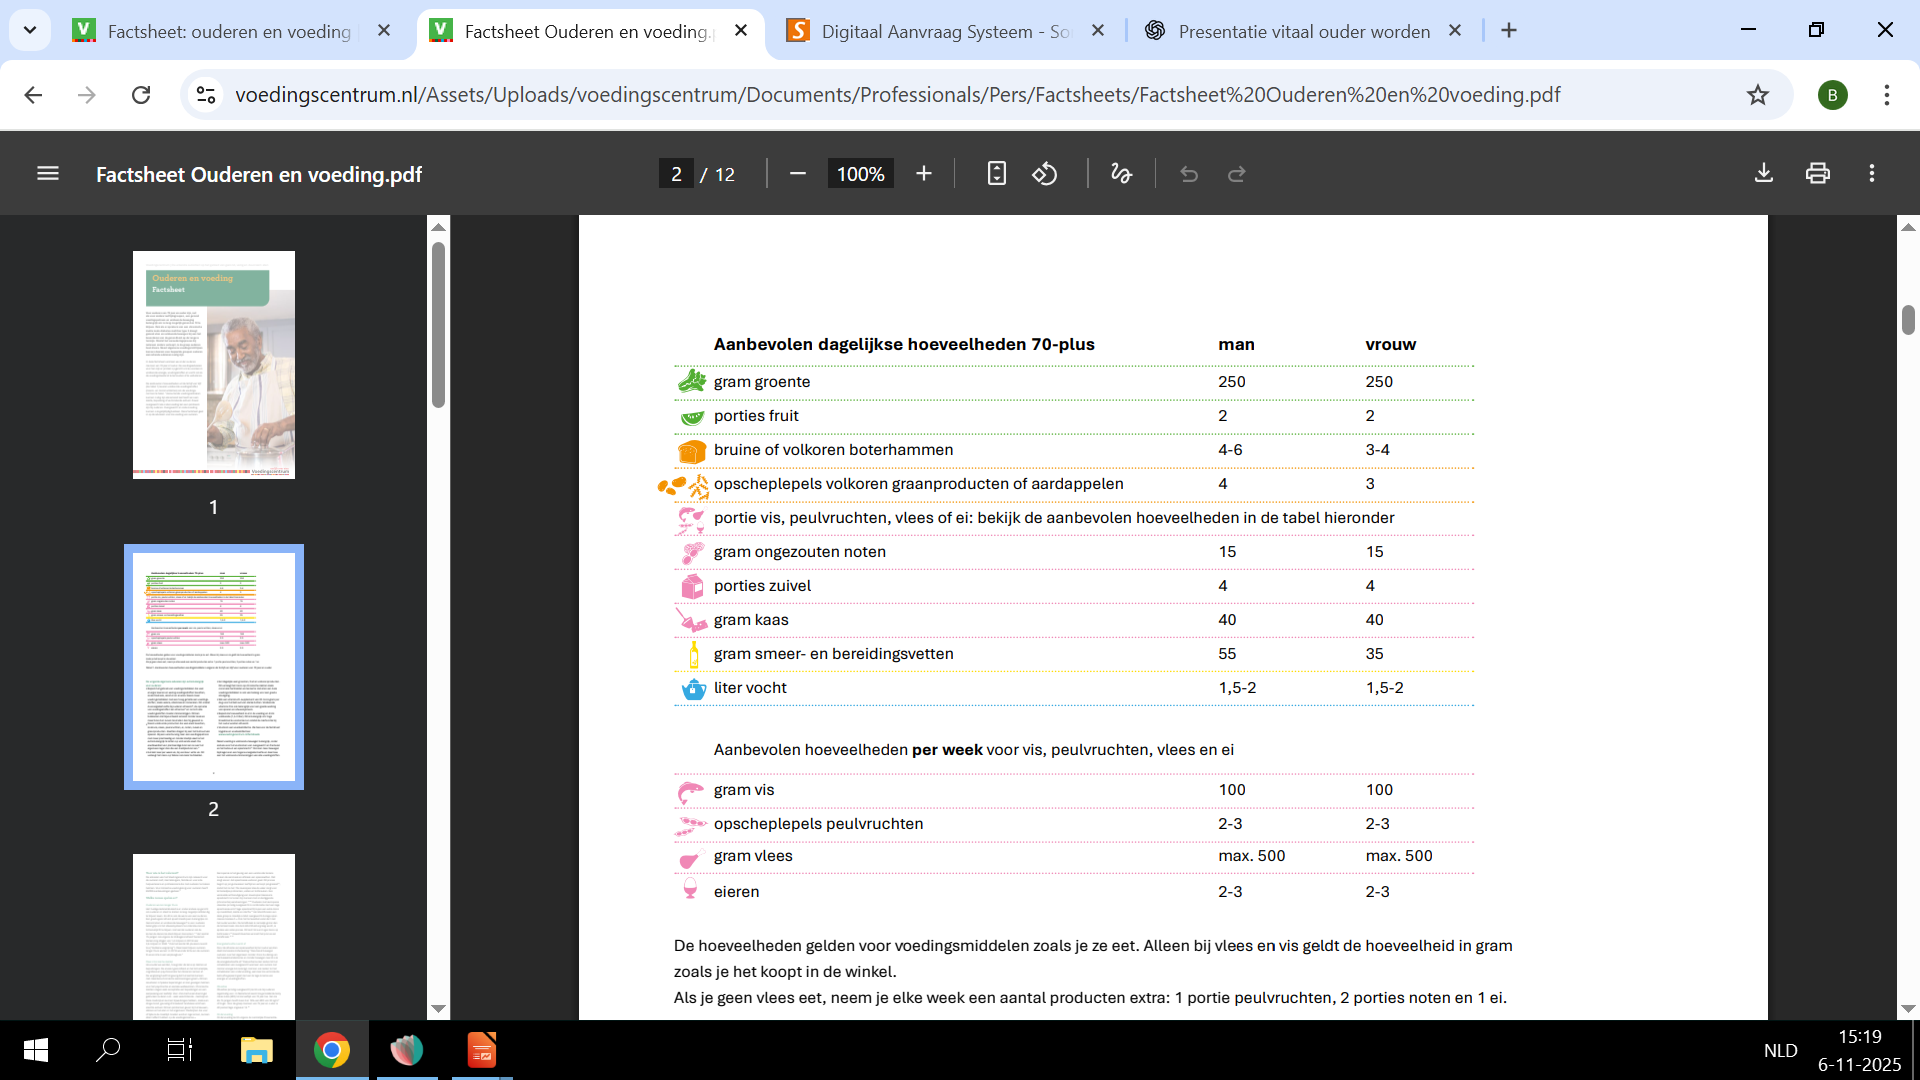 Factsheet: ouderen en voeding
Factsheet Ouderen en voeding.
Digitaal Aanvraag Systeem - So
Presentatie vitaal ouder worden
voedingscentrum.nl/Assets/Uploads/voedingscentrum/Documents/Professionals/Pers/Factsheets/Factsheet%20Ouderen%20en%20voeding.pdf
B
Factsheet Ouderen en voeding.pdf
2 / 12
100%
Ouderen en voeding
Factsheet
1
2
Aanbevolen dagelijkse hoeveelheden 70-plus man vrouw
gram groente 250 250
porties fruit 2 2
bruine of volkoren boterhammen 4-6 3-4
opscheplepels volkoren graanproducten of aardappelen 4 3
portie vis, peulvruchten, vlees of ei: bekijk de aanbevolen hoeveelheden in de tabel hieronder
gram ongezouten noten 15 15
porties zuivel 4 4
gram kaas 40 40
gram smeer- en bereidingsvetten 55 35
liter vocht 1,5-2 1,5-2
Aanbevolen hoeveelheden per week voor vis, peulvruchten, vlees en ei
gram vis 100 100
opscheplepels peulvruchten 2-3 2-3
gram vlees max. 500 max. 500
eieren 2-3 2-3
De hoeveelheden gelden voor voedingsmiddelen zoals je ze eet. Alleen bij vlees en vis geldt de hoeveelheid in gram
zoals je het koopt in de winkel.
Als je geen vlees eet, neem je elke week een aantal producten extra: 1 portie peulvruchten, 2 porties noten en 1 ei.
NLD
15:19
6-11-2025